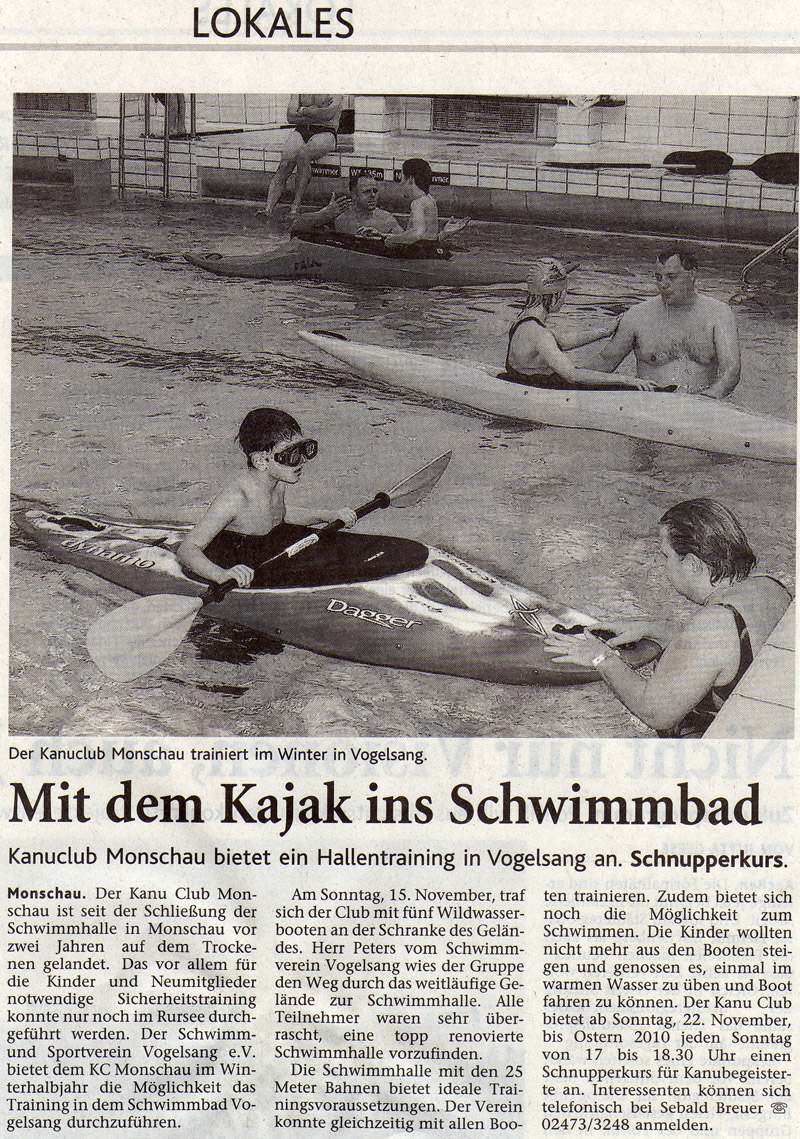 LOKALES
WT 135m
dynamo
Dagger
Der Kanuclub Monschau trainiert im Winter in Vogelsang.
Mit dem Kajak ins Schwimmbad
Kanuclub Monschau bietet ein Hallentraining in Vogelsang an. Schnupperkurs.
Monschau. Der Kanu Club Mon-
schau ist seit der Schließung der
Schwimmhalle in Monschau vor
zwei Jahren auf dem Trocke-
nen gelandet. Das vor allem für
die Kinder und Neumitglieder
notwendige Sicherheitstraining
konnte nur noch im Rursee durch-
geführt werden. Der Schwimm-
und Sportverein Vogelsang e.V.
bietet dem KC Monschau im Win-
terhalbjahr die Möglichkeit das
Training in dem Schwimmbad Vo-
gelsang durchzuführen.
Am Sonntag, 15. November, traf
sich der Club mit fünf Wildwasser-
booten an der Schranke des Gelän-
des. Herr Peters vom Schwimm-
verein Vogelsang wies der Gruppe
den Weg durch das weitläufige Ge-
lände zur Schwimmhalle. Alle
Teilnehmer waren sehr über-
rascht, eine topp renovierte
Schwimmhalle vorzufinden.
Die Schwimmhalle mit den 25
Meter Bahnen bietet ideale Trai-
ningsvoraussetzungen. Der Verein
konnte gleichzeitig mit allen Boo-
ten trainieren. Zudem bietet sich
noch die Möglichkeit zum
Schwimmen. Die Kinder wollten
nicht mehr aus den Booten stei-
gen und genossen es, einmal im
warmen Wasser zu üben und Boot
fahren zu können. Der Kanu Club
bietet ab Sonntag, 22. November,
bis Ostern 2010 jeden Sonntag
von 17 bis 18.30 Uhr einen
Schnupperkurs für Kanubegeister-
te an. Interessenten können sich
telefonisch bei Sebald Breuer ☏
02473/3248 anmelden.